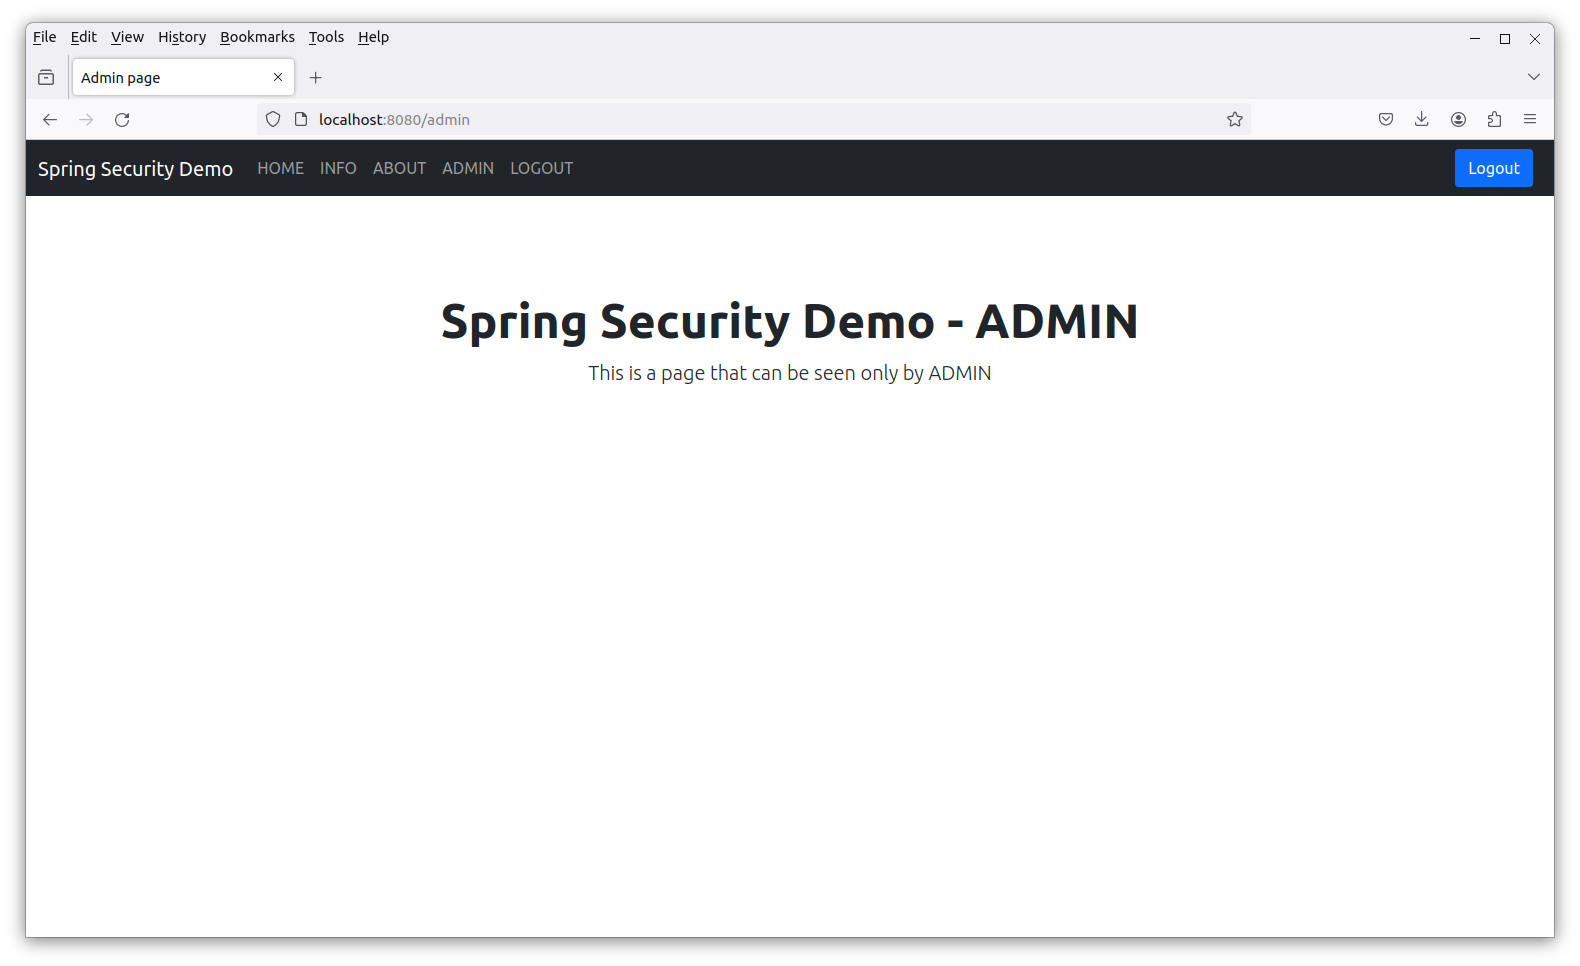 File Edit View History Bookmarks Tools Help
Admin page
localhost:8080/admin
Spring Security Demo HOME INFO ABOUT ADMIN LOGOUT Logout
Spring Security Demo - ADMIN
This is a page that can be seen only by ADMIN